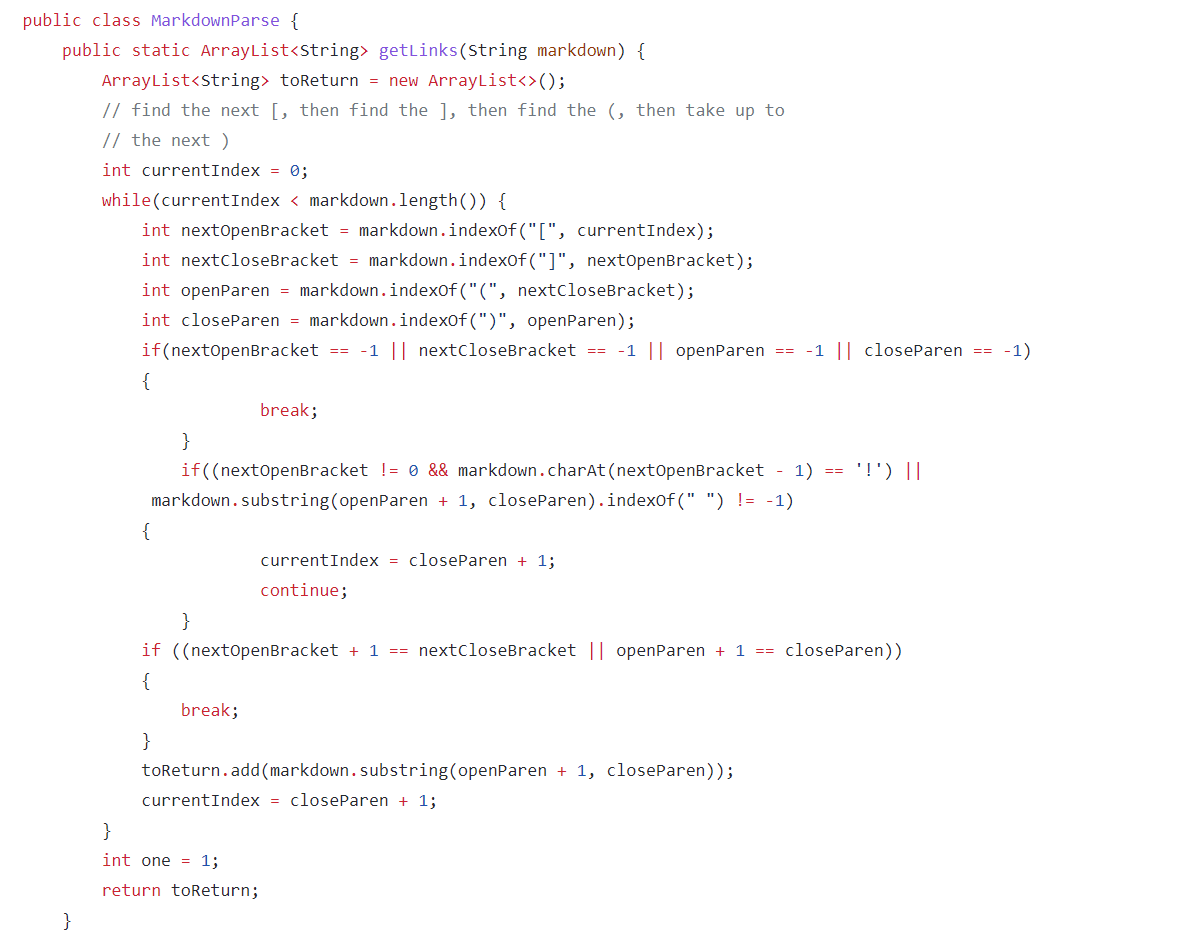 public class MarkdownParse {
    public static ArrayList<String> getLinks(String markdown) {
        ArrayList<String> toReturn = new ArrayList<>();
        // find the next [, then find the ], then find the (, then take up to
        // the next )
        int currentIndex = 0;
        while(currentIndex < markdown.length()) {
            int nextOpenBracket = markdown.indexOf("[", currentIndex);
            int nextCloseBracket = markdown.indexOf("]", nextOpenBracket);
            int openParen = markdown.indexOf("(", nextCloseBracket);
            int closeParen = markdown.indexOf(")", openParen);
            if(nextOpenBracket == -1 || nextCloseBracket == -1 || openParen == -1 || closeParen == -1)
            {
                        break;
                }
                if((nextOpenBracket != 0 && markdown.charAt(nextOpenBracket - 1) == '!') ||
             markdown.substring(openParen + 1, closeParen).indexOf(" ") != -1)
            {
                        currentIndex = closeParen + 1;
                        continue;
                }
            if ((nextOpenBracket + 1 == nextCloseBracket || openParen + 1 == closeParen))
            {
                break;
            }
            toReturn.add(markdown.substring(openParen + 1, closeParen));
            currentIndex = closeParen + 1;
        }
        int one = 1;
        return toReturn;
    }